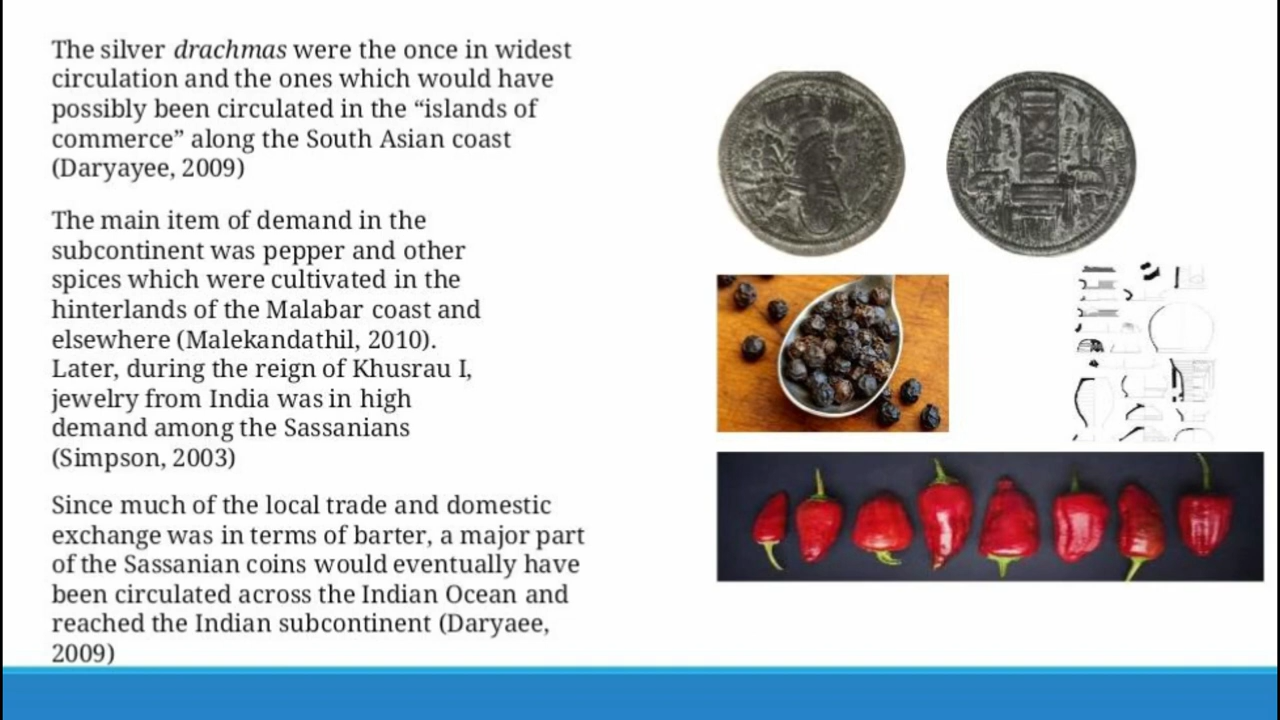 The silver drachmas were the once in widest
circulation and the ones which would have
possibly been circulated in the “islands of
commerce” along the South Asian coast
(Daryayee, 2009)
The main item of demand in the
subcontinent was pepper and other
spices which were cultivated in the
hinterlands of the Malabar coast and
elsewhere (Malekandathil, 2010).
Later, during the reign of Khusrau I,
jewelry from India was in high
demand among the Sassanians
(Simpson, 2003)
Since much of the local trade and domestic
exchange was in terms of barter, a major part
of the Sassanian coins would eventually have
been circulated across the Indian Ocean and
reached the Indian subcontinent (Daryaee,
2009)